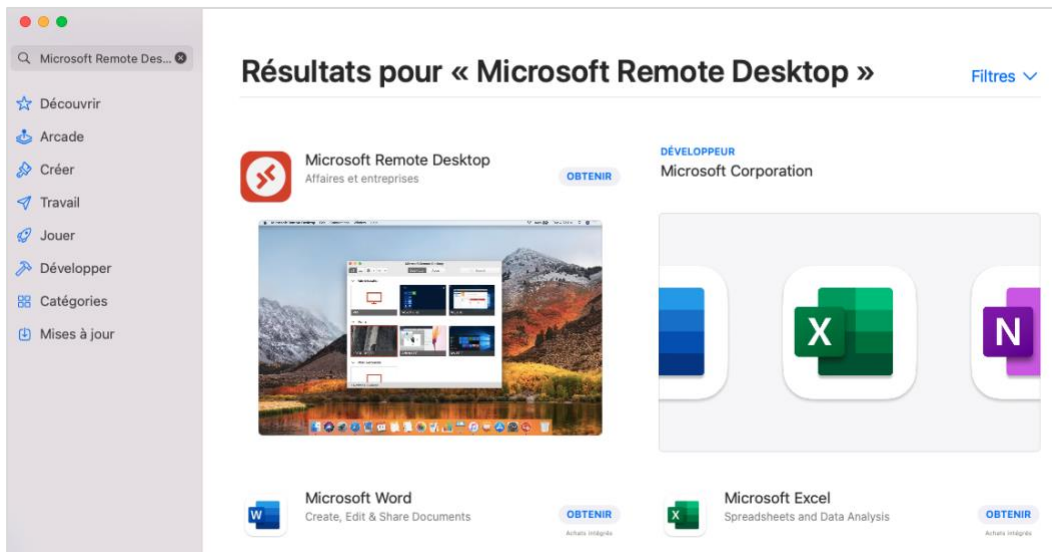 Microsoft Remote Des...
Découvrir
Arcade
Créer
Travail
Jouer
Développer
Catégories
Mises à jour
Résultats pour « Microsoft Remote Desktop »
Filtres
Microsoft Remote Desktop
Affaires et entreprises
OBTENIR
DÉVELOPPEUR
Microsoft Corporation
X
N
W
Microsoft Word
Create, Edit & Share Documents
OBTENIR
Achats intégrés
X
Microsoft Excel
Spreadsheets and Data Analysis
OBTENIR
Achats intégrés